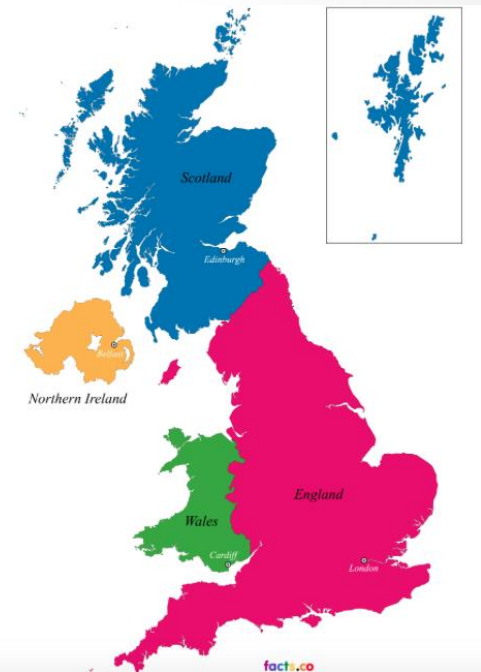 Scotland
Edinburgh
Belfast
Northern Ireland
England
Wales
Cardiff
London
facts.co